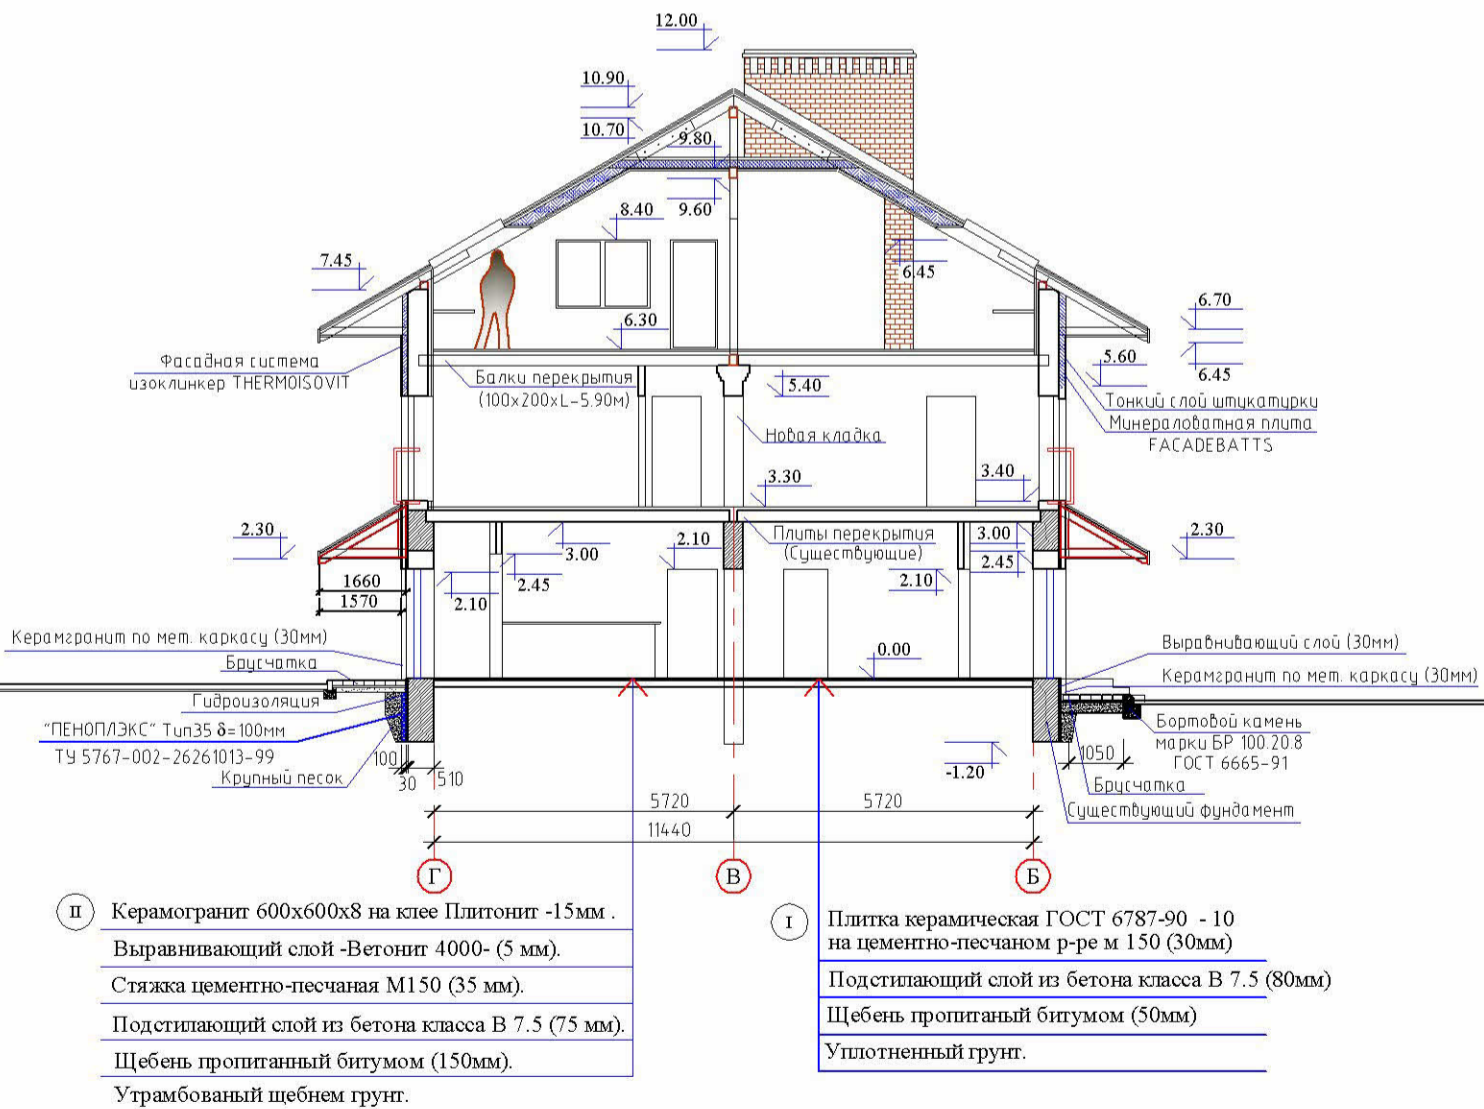 12.00
10.90
10.70
9.80
9.60
8.40
7.45
6.45
6.70
6.30
5.60
6.45
Фасадная система
изоклинкер THERMOISOVIT
Балки перекрытия
(100х200хL-5.90м)
5.40
Тонкий слой штукатурки
Минераловатная плита
FACADEBATTS
Новая кладка
3.30
3.40
2.30
3.00
2.45
2.10
2.10
Плиты перекрытия
(Существующие)
3.00
2.45
2.10
2.30
1660
1570
0.00
Керамгранит по мет. каркасу (30мм)
Брусчатка
Гидроизоляция
"ПЕНОПЛЭКС" Тип35 δ=100мм
ТУ 5767-002-26261013-99
Крупный песок
100
30
510
Выравнивающий слой (30мм)
Керамгранит по мет. каркасу (30мм)
Бортовой камень
марки БР 100.20.8
ГОСТ 6665-91
-1.20
1050
Брусчатка
Существующий фундамент
5720
5720
11440
Г
В
Б
II
Керамогранит 600х600х8 на клее Плитонит -15мм .
Выравнивающий слой -Ветонит 4000- (5 мм).
Стяжка цементно-песчаная М150 (35 мм).
Подстилающий слой из бетона класса В 7.5 (75 мм).
Щебень пропитанный битумом (150мм).
Утрамбованый щебнем грунт.
I
Плитка керамическая ГОСТ 6787-90 - 10
на цементно-песчаном р-ре м 150 (30мм)
Подстилающий слой из бетона класса В 7.5 (80мм)
Щебень пропитаный битумом (50мм)
Уплотненный грунт.